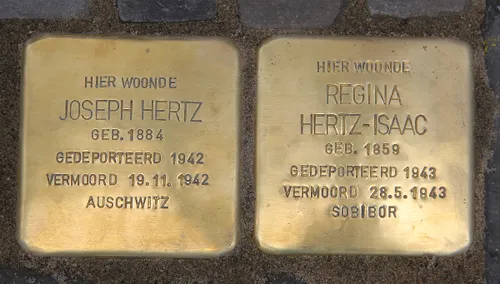 HIER WOONDE
JOSEPH HERTZ
GEB. 1884
GEDEPORTEERD 1942
VERMOORD 19.11.1942
AUSCHWITZ
HIER WOONDE
REGINA
HERTZ-ISAAC
GEB. 1859
GEDEPORTEERD 1943
VERMOORD 28.5.1943
SOBIBOR